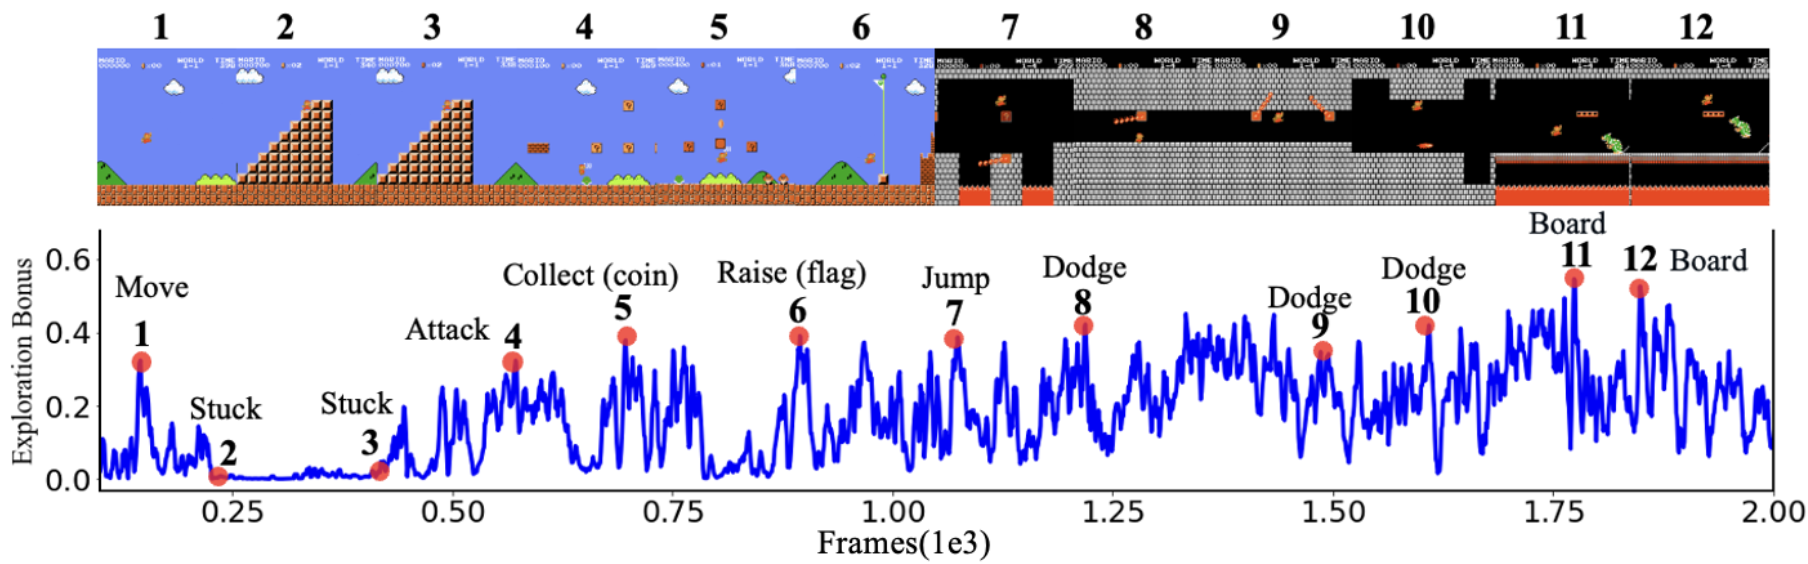 1 2 3 4 5 6 7 8 9 10 11 12
Exploration Bonus
0.6
0.4
0.2
0.0
Move
1
Stuck
2
Stuck
3
Attack
4
Collect (coin)
5
Raise (flag)
6
Jump
7
Dodge
8
Dodge
9
Dodge
10
Board
11
12 Board
0.25 0.50 0.75 1.00 1.25 1.50 1.75 2.00
Frames(1e3)